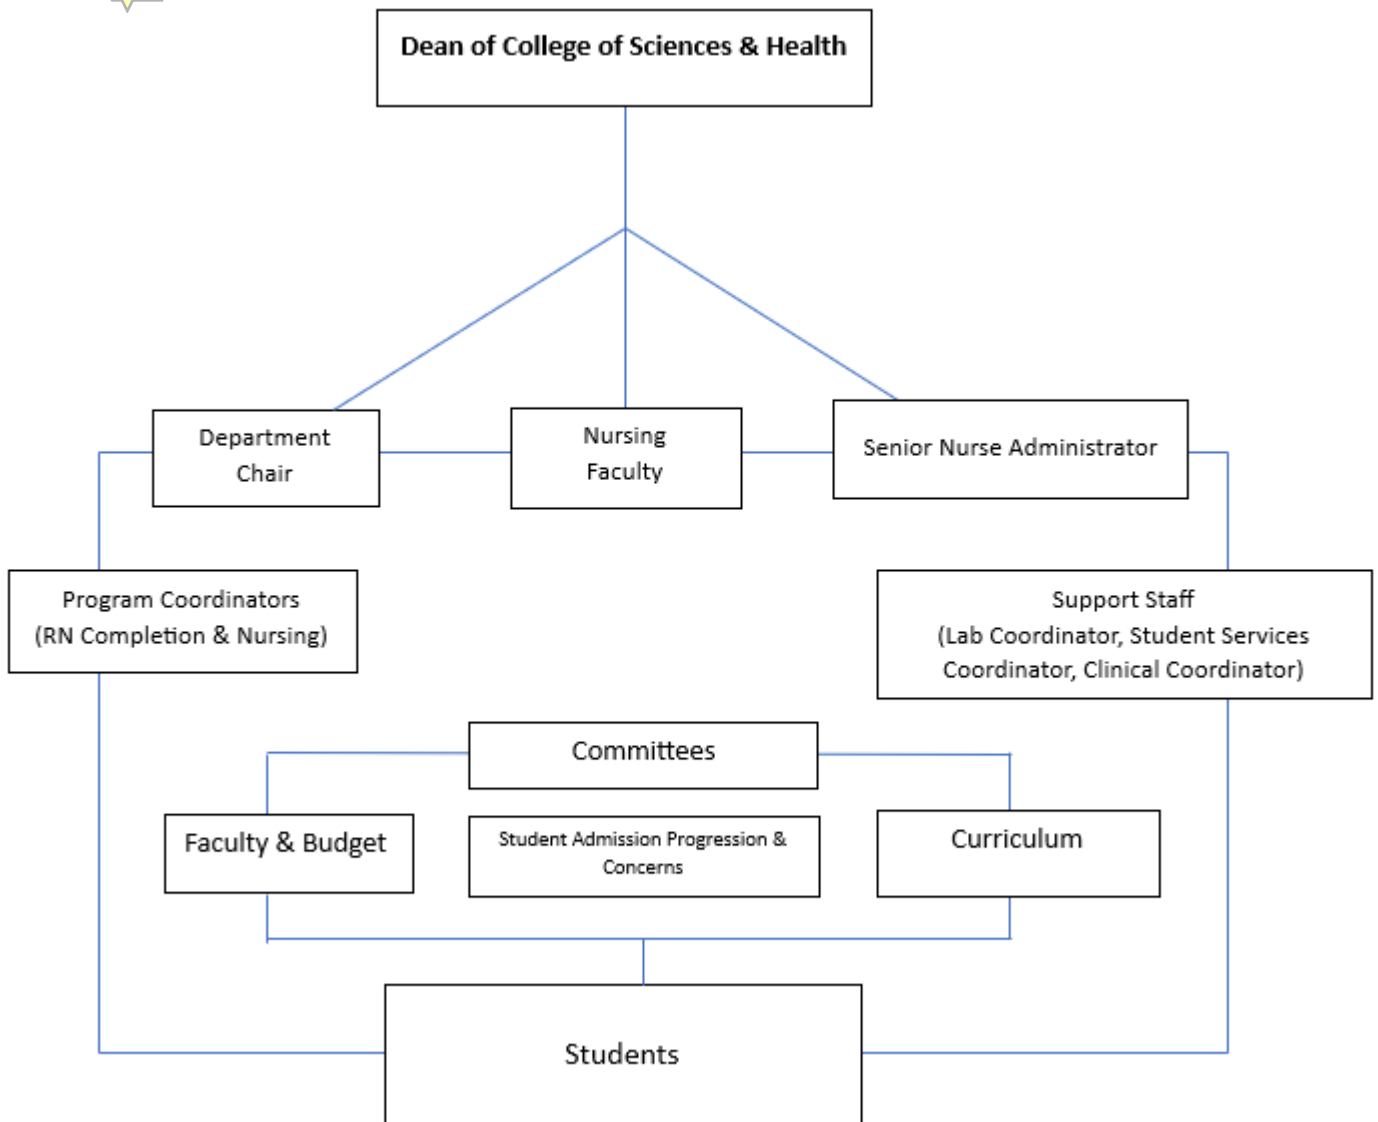 Dean of College of Sciences & Health
Department
Chair
Nursing
Faculty
Senior Nurse Administrator
Program Coordinators
(RN Completion & Nursing)
Support Staff
(Lab Coordinator, Student Services
Coordinator, Clinical Coordinator)
Committees
Faculty & Budget
Student Admission Progression &
Concerns
Curriculum
Students